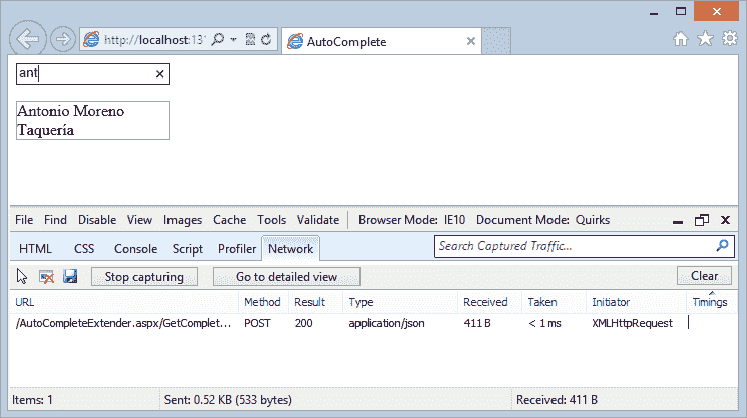 http://localhost:131
AutoComplete
ant
Antonio Moreno
Taquería
File Find Disable View Images Cache Tools Validate Browser Mode: IE10 Document Mode: Quirks
HTML CSS Console Script Profiler Network Search Captured Traffic...
Stop capturing Go to detailed view Clear
URL Method Result Type Received Taken Initiator Timings
/AutoCompleteExtender.aspx/GetComplet... POST 200 application/json 411 B < 1 ms XMLHttpRequest
Items: 1 Sent: 0.52 KB (533 bytes) Received: 411 B